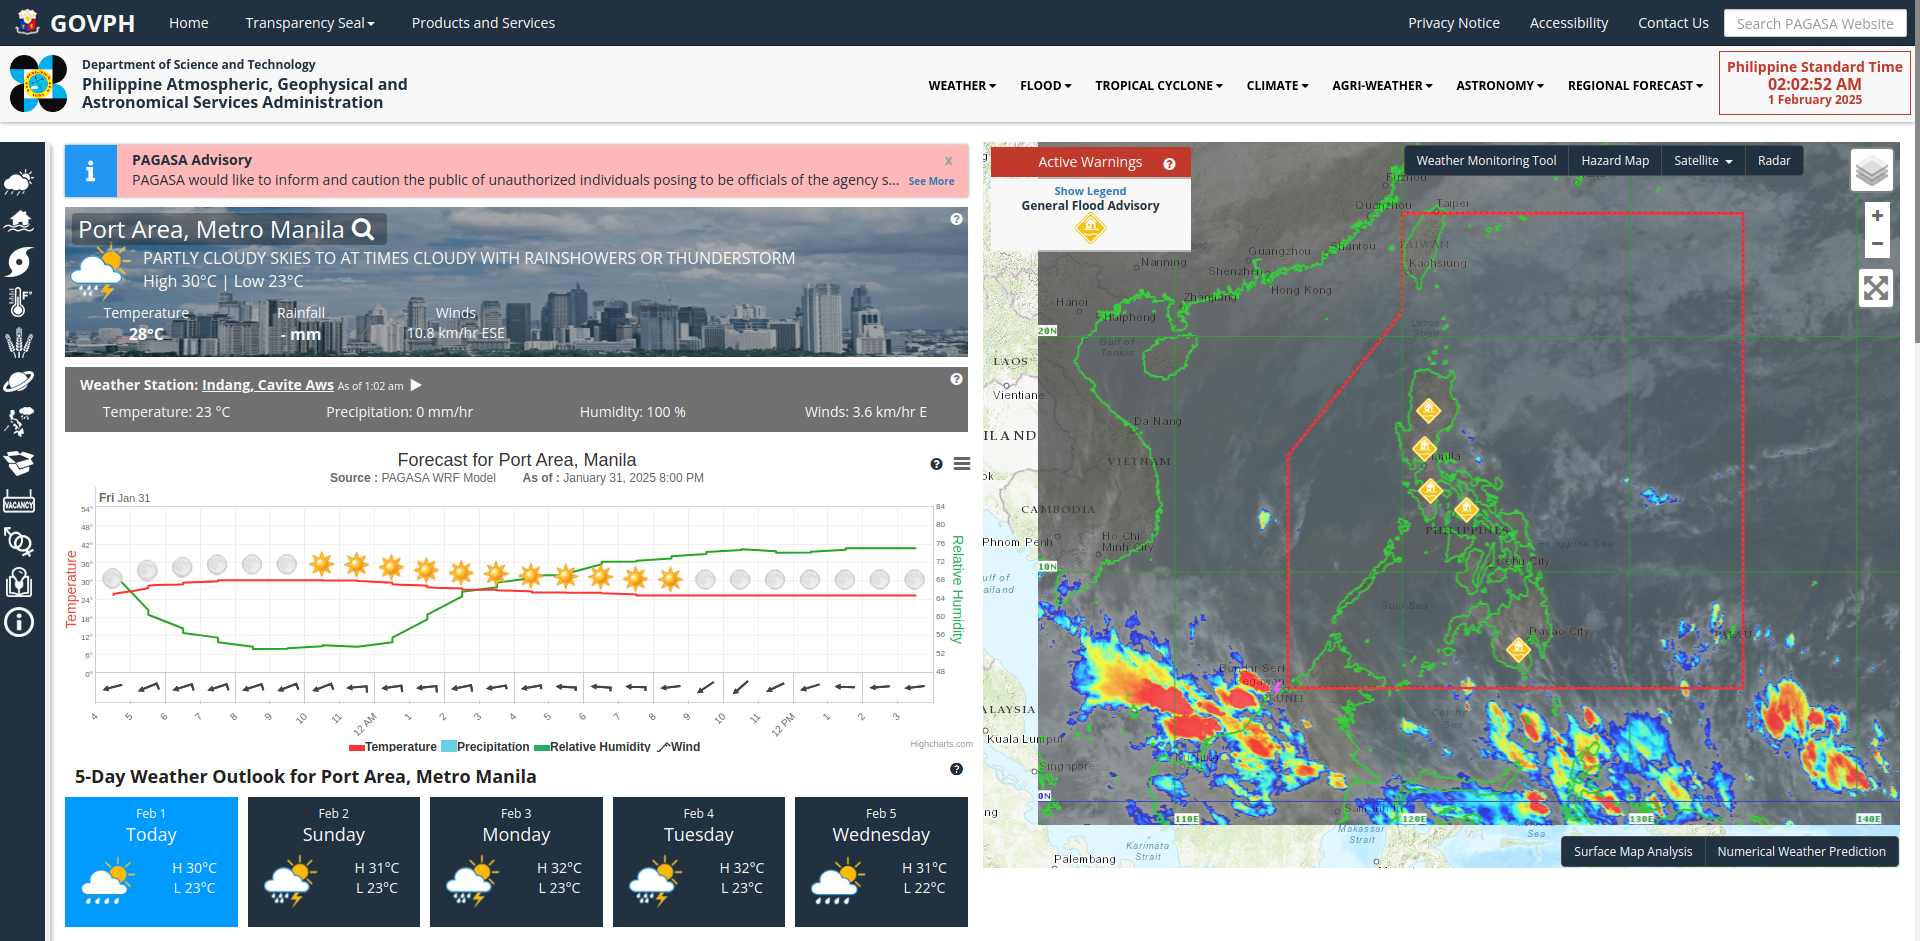 GOVPH
Home
Transparency Seal
Products and Services
Privacy Notice
Accessibility
Contact Us
Search PAGASA Website
Department of Science and Technology
Philippine Atmospheric, Geophysical and
Astronomical Services Administration
WEATHER
FLOOD
TROPICAL CYCLONE
CLIMATE
AGRI-WEATHER
ASTRONOMY
REGIONAL FORECAST
Philippine Standard Time
02:02:52 AM
1 February 2025
PAGASA Advisory
x
PAGASA would like to inform and caution the public of unauthorized individuals posing to be officials of the agency s...
See More
Port Area, Metro Manila
PARTLY CLOUDY SKIES TO AT TIMES CLOUDY WITH RAINSHOWERS OR THUNDERSTORM
High 30°C | Low 23°C
Temperature
Rainfall
Winds
28°C
- mm
10.8 km/hr ESE
Weather Station: Indang, Cavite Aws As of 1:02 am
Temperature: 23 °C
Precipitation: 0 mm/hr
Humidity: 100 %
Winds: 3.6 km/hr E
Forecast for Port Area, Manila
Source : PAGASA WRF Model
As of : January 31, 2025 8:00 PM
Fri Jan 31
54°
48°
42°
36°
30°
24°
18°
12°
6°
0°
Temperature
84
80
76
72
68
64
60
56
52
48
Relative Humidity
4
5
6
7
8
9
10
11
12 AM
1
2
3
4
5
6
7
8
9
10
11
12 PM
1
2
3
Temperature
Precipitation
Relative Humidity
Wind
Highcharts.com
5-Day Weather Outlook for Port Area, Metro Manila
Feb 1
Today
H 30°C
L 23°C
Feb 2
Sunday
H 31°C
L 23°C
Feb 3
Monday
H 32°C
L 23°C
Feb 4
Tuesday
H 32°C
L 23°C
Feb 5
Wednesday
H 31°C
L 22°C
VACANCY
Active Warnings
Show Legend
General Flood Advisory
Weather Monitoring Tool
Hazard Map
Satellite
Radar
+
−
Fuzhou
Quanzhou
Taipei
TAIWAN
Kaohsiung
Shantou
Guangzhou
Shenzhen
Hong Kong
Nanning
Zhanjiang
Hanoi
Haiphong
Gulf of
Tonkin
Luzon
Strait
20N
LAOS
Vientiane
ILAND
Da Nang
VIETNAM
Manila
CAMBODIA
Phnom Penh
Ho Chi
Minh City
PHILIPPINES
Philippine Sea
Cebu City
10N
ulf of
ailand
Sulu Sea
Davao City
PALAU
Bandar Seri
Begawan
BRUNEI
ALAYSIA
Kuala Lumpur
Celebes
Sea
Kuching
Singapore
0N
Samarinda
110E
120E
130E
140E
Makassar
Strait
Sea
Karimata
Strait
Palembang
ng
Surface Map Analysis
Numerical Weather Prediction